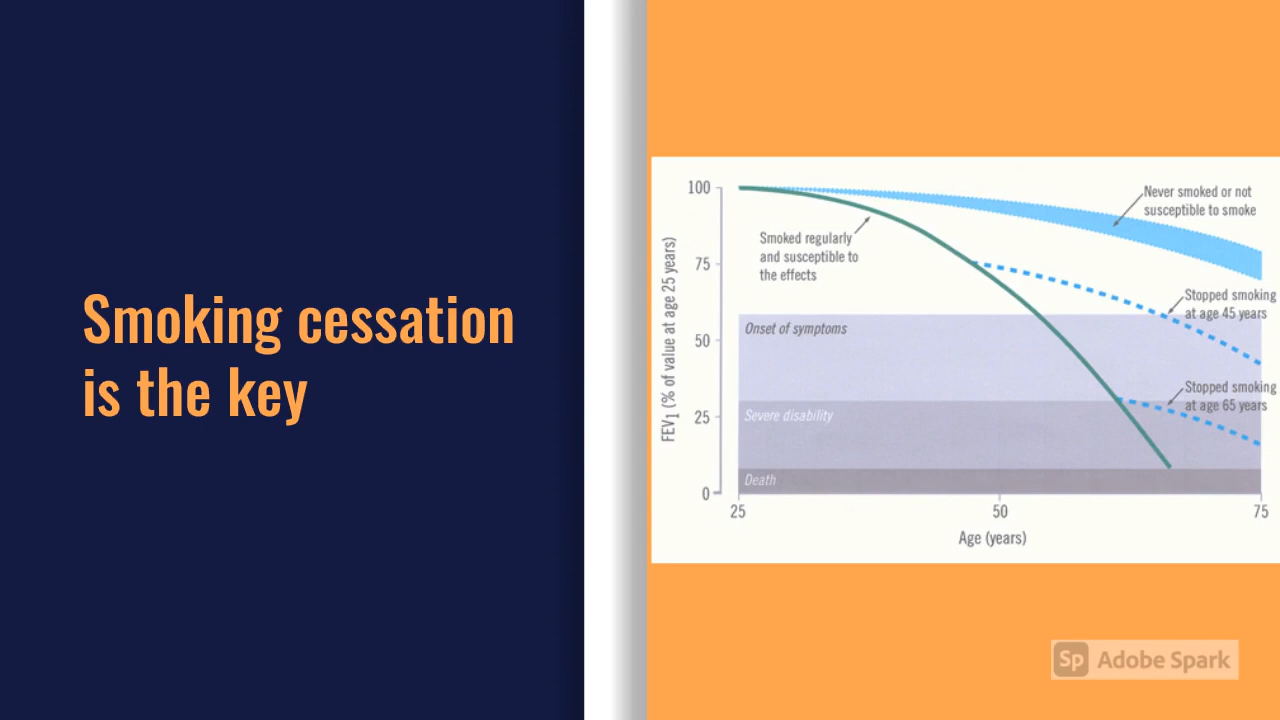 Smoking cessation
is the key
100
75
50
25
0
FEV1 (% of value at age 25 years)
Never smoked or not
susceptible to smoke
Smoked regularly
and susceptible to
the effects
Stopped smoking
at age 45 years
Onset of symptoms
Stopped smoking
at age 65 years
Severe disability
Death
25
50
75
Age (years)
Sp Adobe Spark